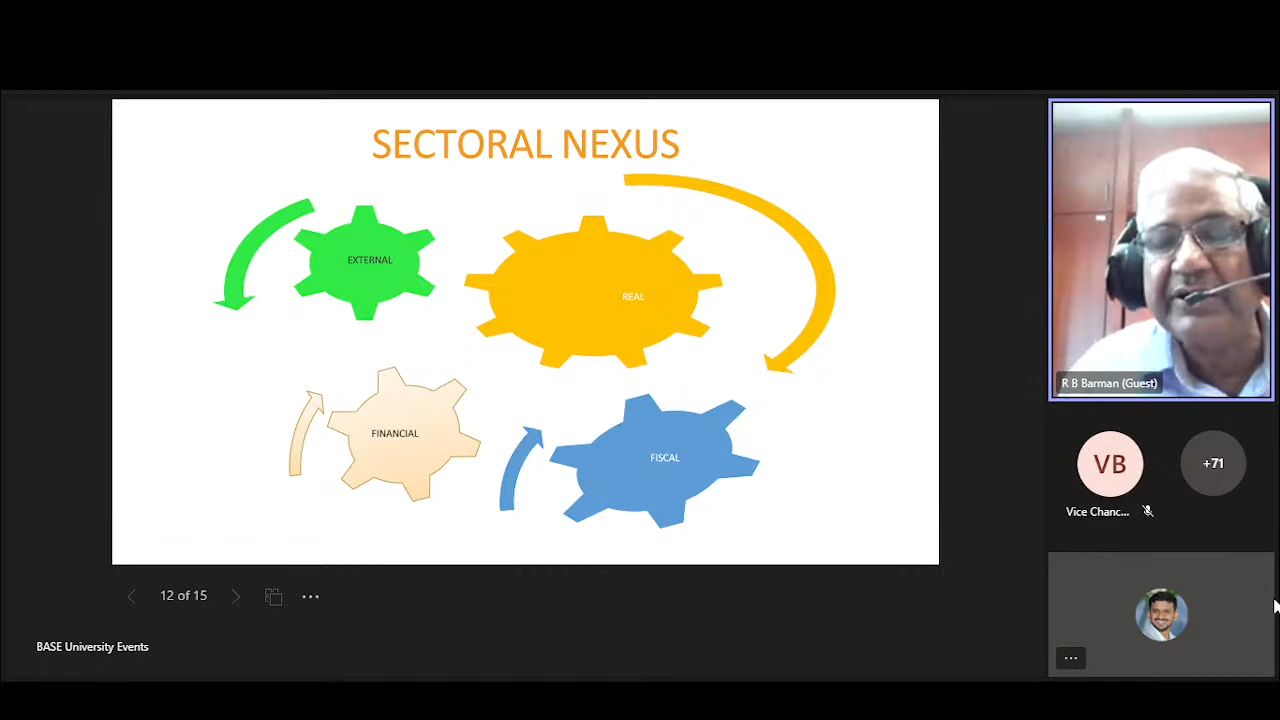 SECTORAL NEXUS
EXTERNAL
REAL
FINANCIAL
FISCAL
R B Barman (Guest)
VB
+71
Vice Chanc...
12 of 15
BASE University Events